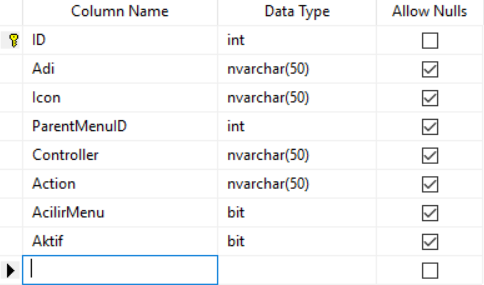 Column Name Data Type Allow Nulls
ID int
Adi nvarchar(50)
Icon nvarchar(50)
ParentMenuID int
Controller nvarchar(50)
Action nvarchar(50)
AcilirMenu bit
Aktif bit